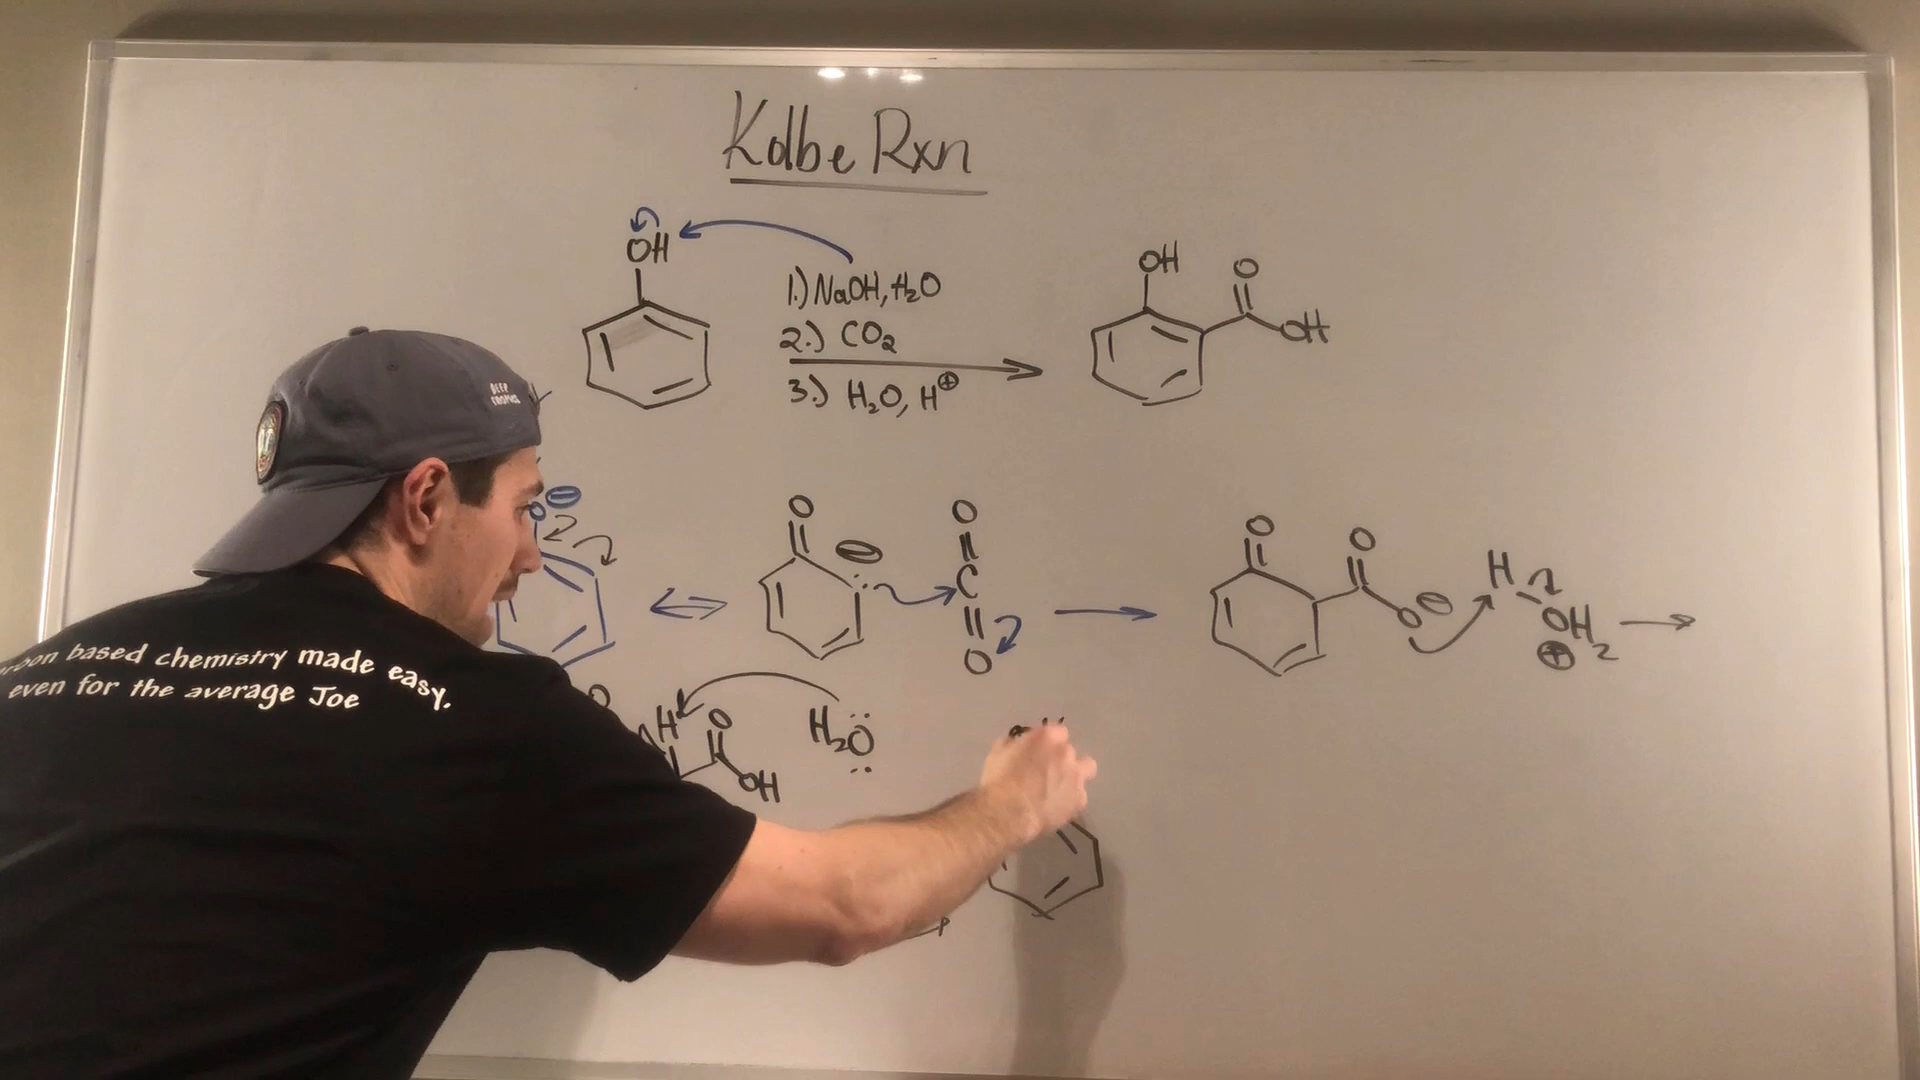 Kolbe Rxn
OH
1.) NaOH, H₂O
2.) CO₂
3.) H₂O, H⊕
OH
O
OH
O⊖
O
⊖
:
O
C
O
O
O
O⊖
H
OH₂
⊕
H
O
OH
H₂O
DEEP
carbon based chemistry made easy.
even for the average Joe